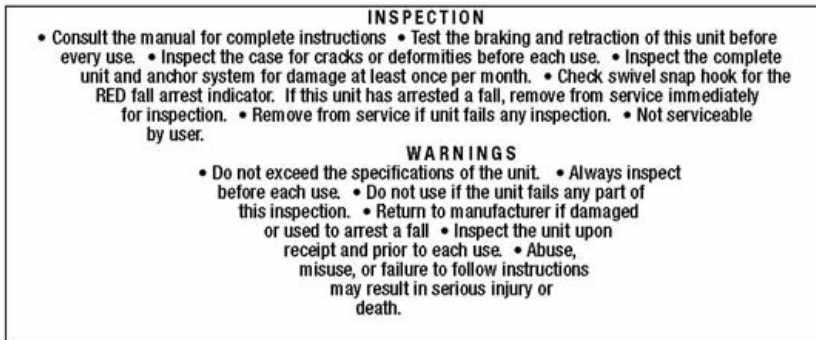 INSPECTION
• Consult the manual for complete instructions • Test the braking and retraction of this unit before
every use. • Inspect the case for cracks or deformities before each use. • Inspect the complete
unit and anchor system for damage at least once per month. • Check swivel snap hook for the
RED fall arrest indicator. If this unit has arrested a fall, remove from service immediately
for inspection. • Remove from service if unit fails any inspection. • Not serviceable
by user.
WARNINGS
• Do not exceed the specifications of the unit. • Always inspect
before each use. • Do not use if the unit fails any part of
this inspection. • Return to manufacturer if damaged
or used to arrest a fall • Inspect the unit upon
receipt and prior to each use. • Abuse,
misuse, or failure to follow instructions
may result in serious injury or
death.